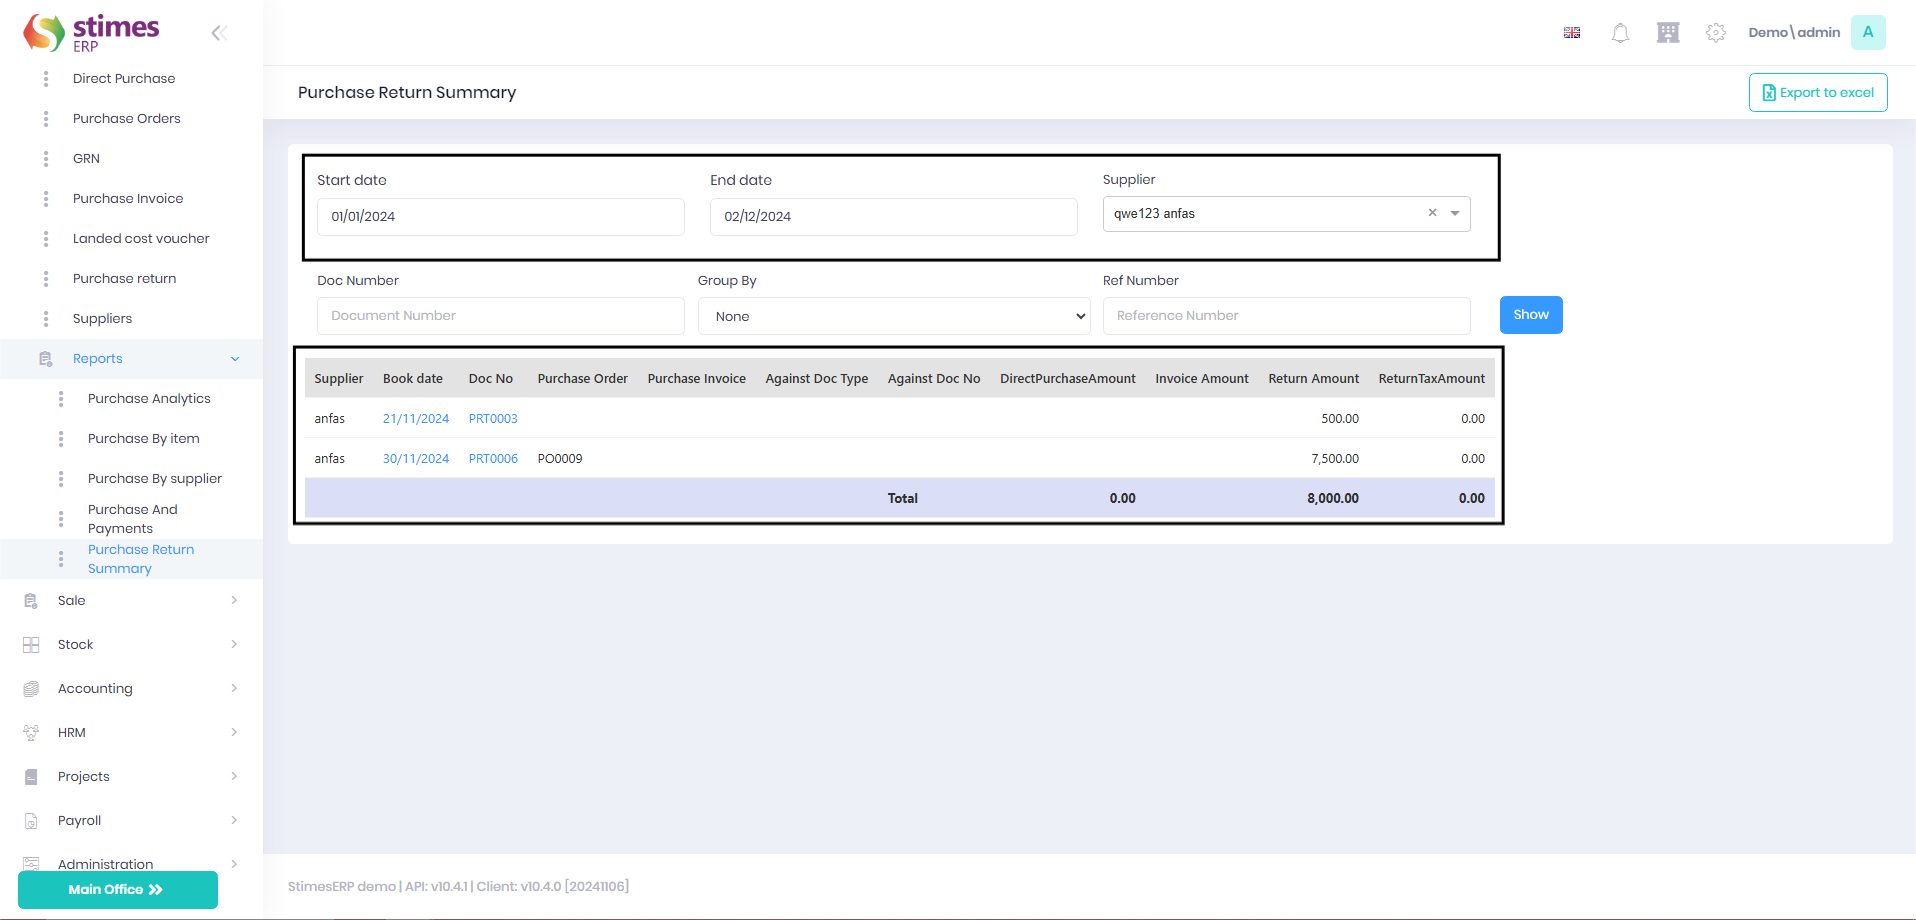 stimes
ERP
Demo\admin
A
Direct Purchase
Purchase Orders
GRN
Purchase Invoice
Landed cost voucher
Purchase return
Suppliers
Reports
Purchase Analytics
Purchase By item
Purchase By supplier
Purchase And
Payments
Purchase Return
Summary
Sale
Stock
Accounting
HRM
Projects
Payroll
Administration
Main Office
Purchase Return Summary
Export to excel
Start date End date Supplier
01/01/2024 02/12/2024 qwe123 anfas
Doc Number Group By Ref Number
Document Number None Reference Number Show
Supplier Book date Doc No Purchase Order Purchase Invoice Against Doc Type Against Doc No DirectPurchaseAmount Invoice Amount Return Amount ReturnTaxAmount
anfas 21/11/2024 PRT0003 500.00 0.00
anfas 30/11/2024 PRT0006 PO0009 7,500.00 0.00
Total 0.00 8,000.00 0.00
StimesERP demo | API: v10.4.1 | Client: v10.4.0 [20241106]